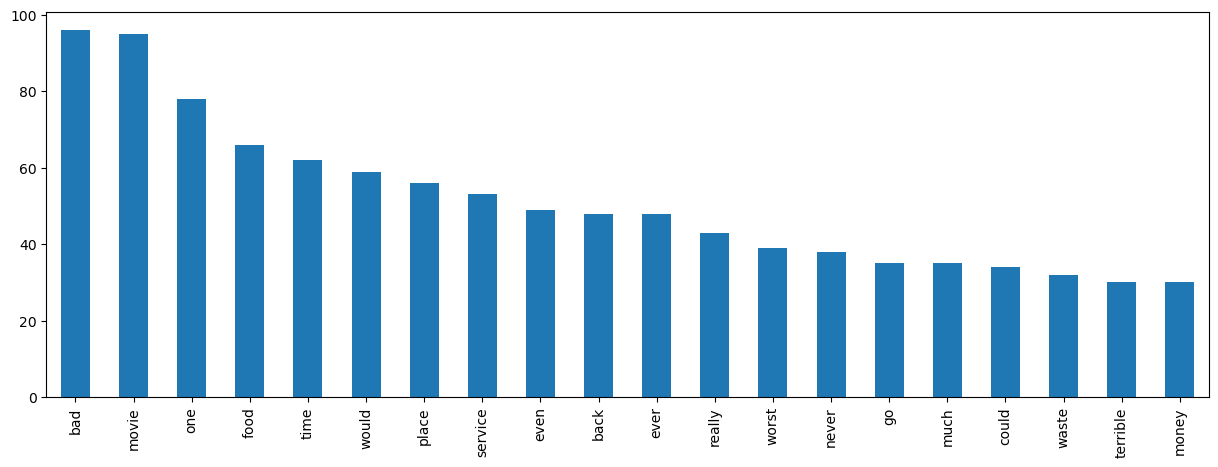 100
80
60
40
20
0
bad
movie
one
food
time
would
place
service
even
back
ever
really
worst
never
go
much
could
waste
terrible
money